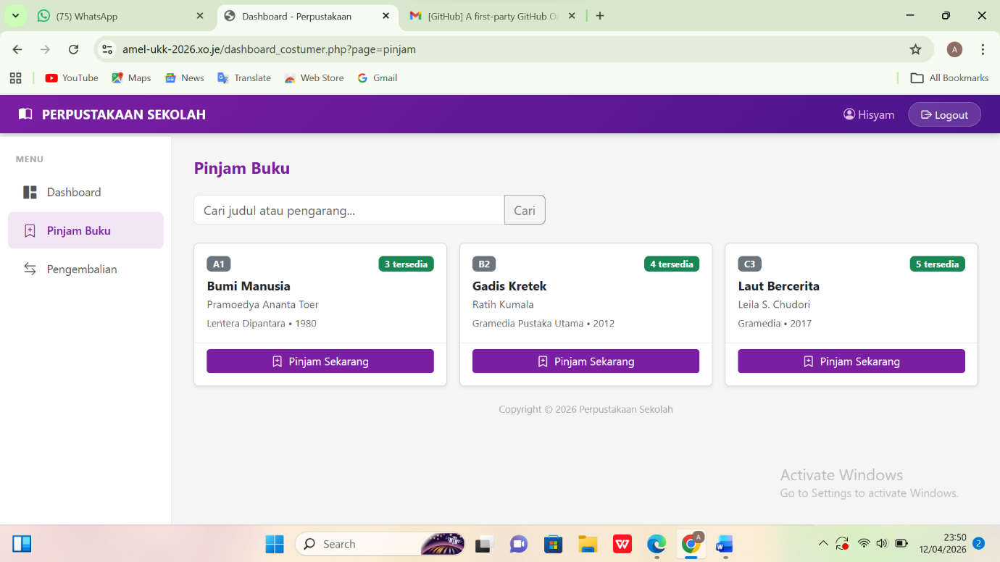 (75) WhatsApp
Dashboard - Perpustakaan
[GitHub] A first-party GitHub O
amel-ukk-2026.xo.je/dashboard_costumer.php?page=pinjam
A
YouTube
Maps
News
Translate
Web Store
Gmail
All Bookmarks
PERPUSTAKAAN SEKOLAH
Hisyam
Logout
MENU
Dashboard
Pinjam Buku
Pengembalian
Pinjam Buku
Cari judul atau pengarang...
Cari
A1
3 tersedia
Bumi Manusia
Pramoedya Ananta Toer
Lentera Dipantara • 1980
Pinjam Sekarang
B2
4 tersedia
Gadis Kretek
Ratih Kumala
Gramedia Pustaka Utama • 2012
Pinjam Sekarang
C3
5 tersedia
Laut Bercerita
Leila S. Chudori
Gramedia • 2017
Pinjam Sekarang
Copyright © 2026 Perpustakaan Sekolah
Activate Windows
Go to Settings to activate Windows.
Search
A
W
W
23:50
12/04/2026
2